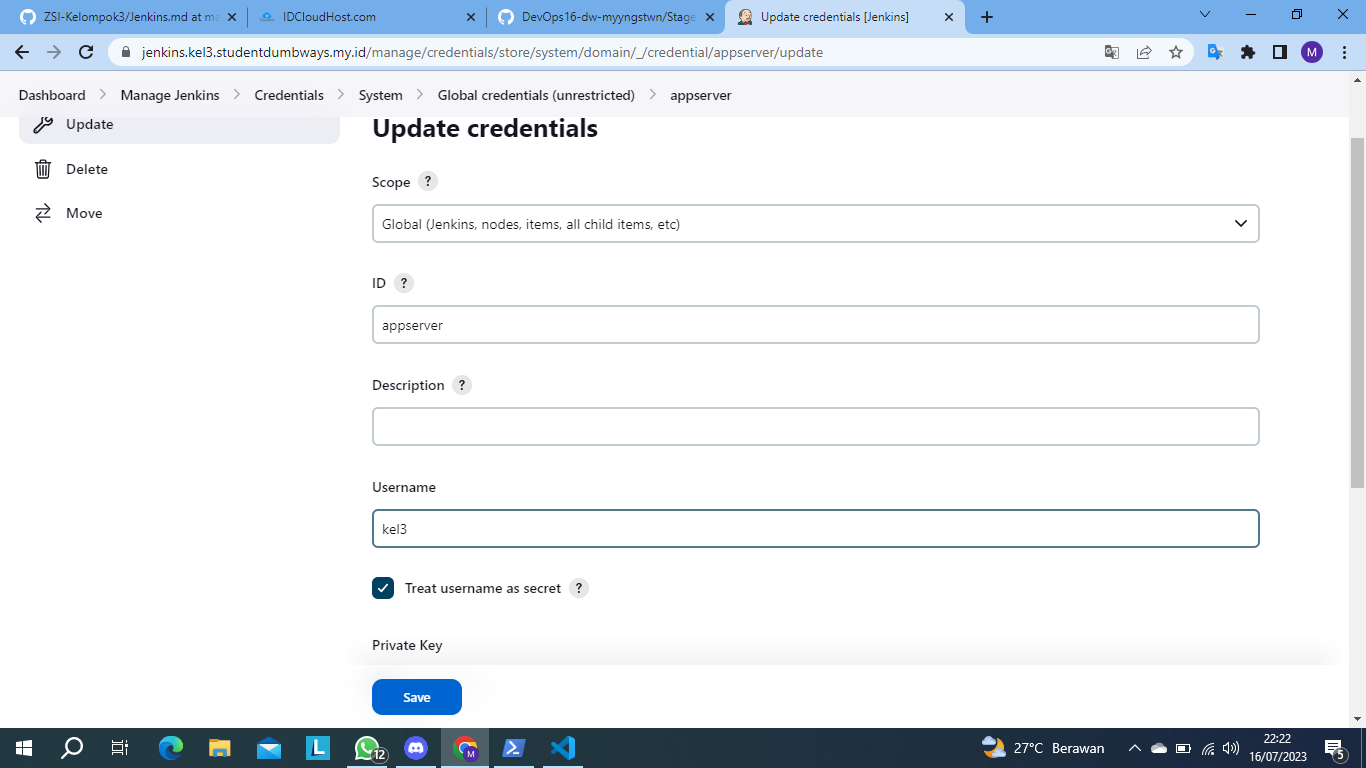 ZSI-Kelompok3/Jenkins.md at ma
IDCloudHost.com
DevOps16-dw-myyngstwn/Stage
Update credentials [Jenkins]
jenkins.kel3.studentdumbways.my.id/manage/credentials/store/system/domain/_/credential/appserver/update
M
Dashboard
Manage Jenkins
Credentials
System
Global credentials (unrestricted)
appserver
Update
Delete
Move
Update credentials
Scope ?
Global (Jenkins, nodes, items, all child items, etc)
ID ?
appserver
Description ?
Username
kel3
Treat username as secret ?
Private Key
Save
L
12
M
27°C Berawan
22:22
16/07/2023
5